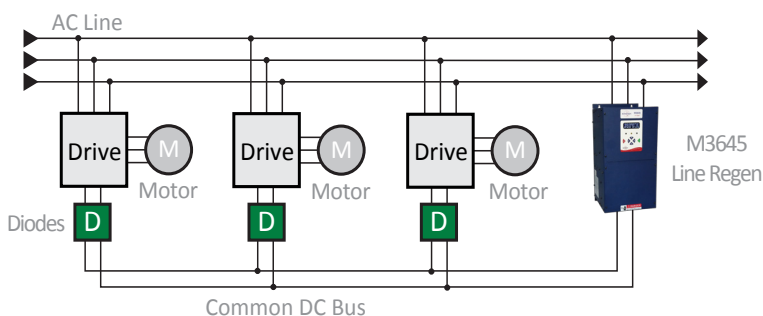 AC Line
Drive
M
Motor
Drive
M
Motor
Drive
M
Motor
M3645
Line Regen
Diodes
D
D
D
Common DC Bus